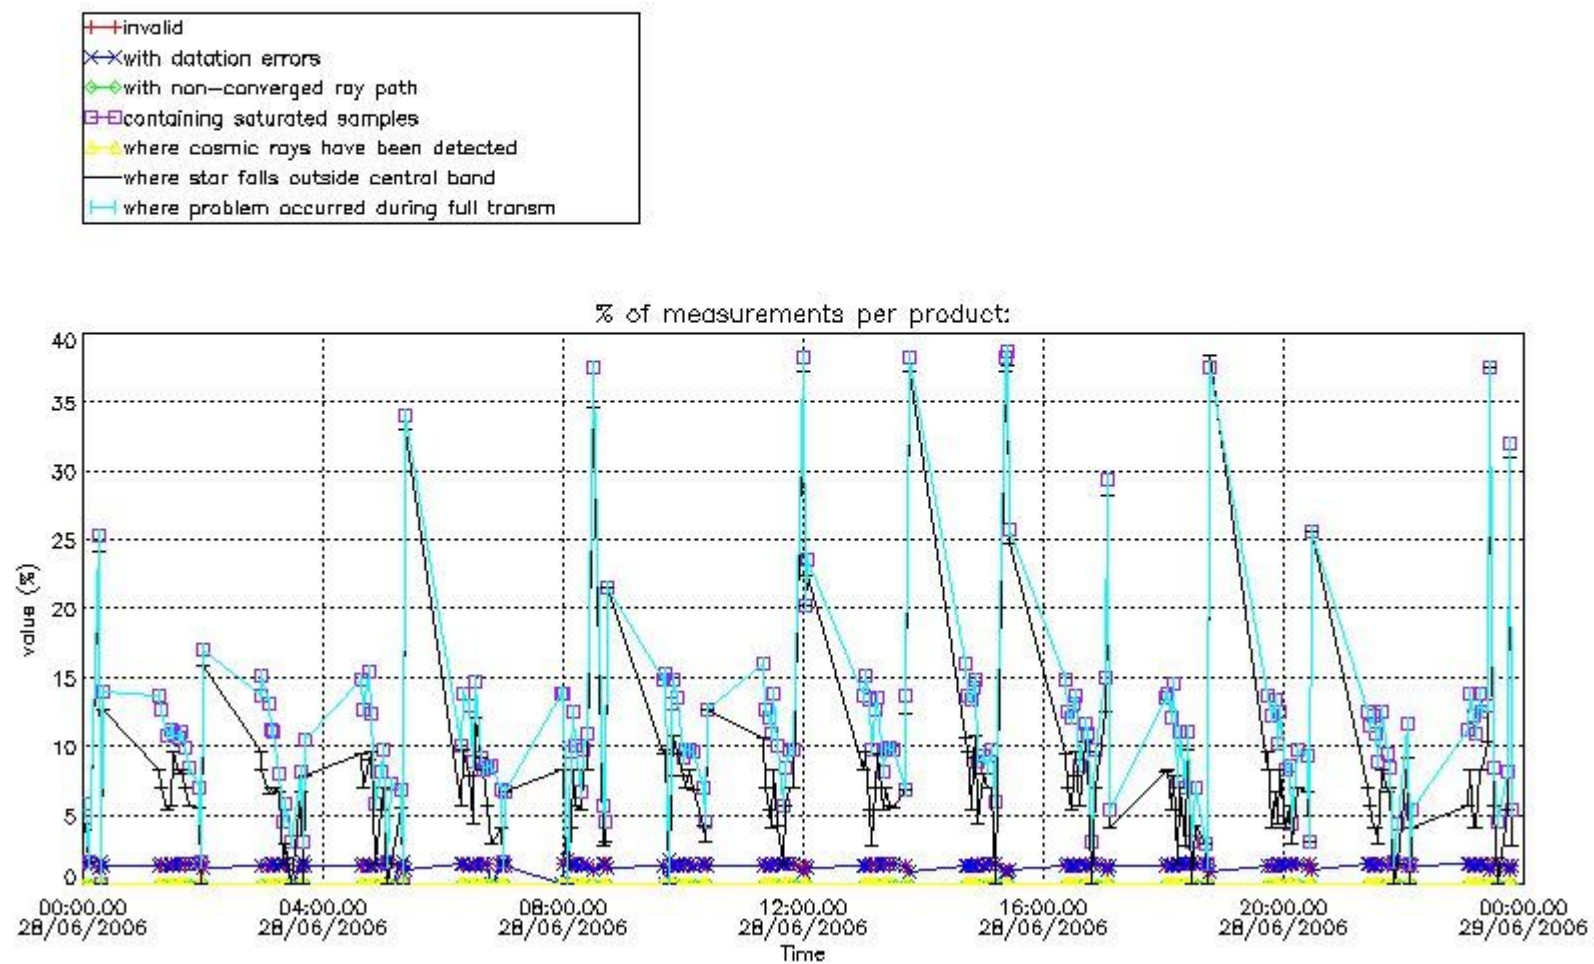 invalid
with datation errors
with non-converged ray path
containing saturated samples
where cosmic rays have been detected
where star falls outside central band
where problem occurred during full transm
% of measurements per product:
40
35
30
25
20
15
10
5
0
value (%)
00:00:00 04:00:00 08:00:00 12:00:00 16:00:00 20:00:00 00:00:00
28/06/2006 28/06/2006 28/06/2006 28/06/2006 28/06/2006 28/06/2006 29/06/2006
Time